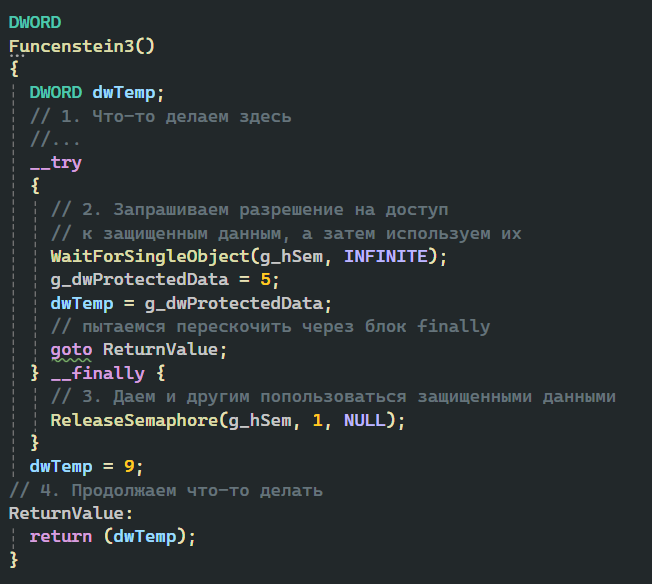 DWORD
Funcenstein3()
{
DWORD dwTemp;
// 1. Что-то делаем здесь
//...
__try
{
// 2. Запрашиваем разрешение на доступ
// к защищенным данным, а затем используем их
WaitForSingleObject(g_hSem, INFINITE);
g_dwProtectedData = 5;
dwTemp = g_dwProtectedData;
// пытаемся перескочить через блок finally
goto ReturnValue;
} __finally {
// 3. Даем и другим попользоваться защищенными данными
ReleaseSemaphore(g_hSem, 1, NULL);
}
dwTemp = 9;
// 4. Продолжаем что-то делать
ReturnValue:
return (dwTemp);
}